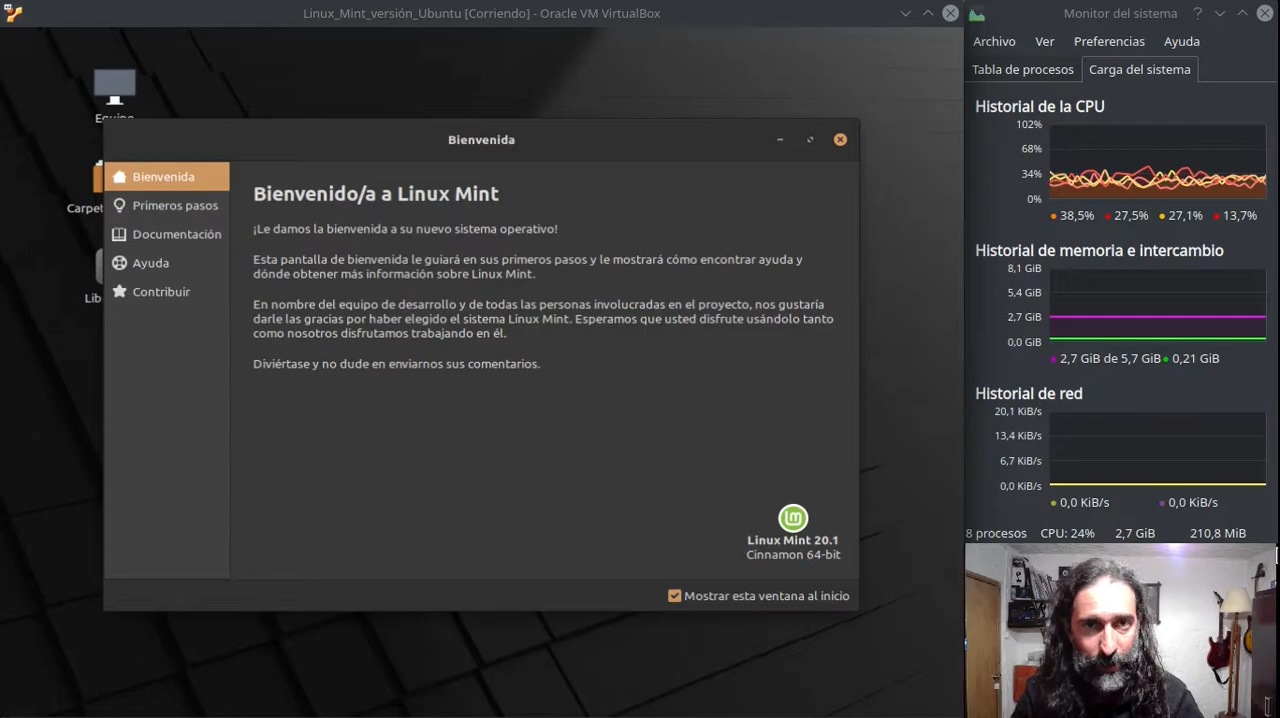 Linux_Mint_versión_Ubuntu [Corriendo] - Oracle VM VirtualBox
Bienvenida
Bienvenida
Primeros pasos
Documentación
Ayuda
Contribuir
Bienvenido/a a Linux Mint
¡Le damos la bienvenida a su nuevo sistema operativo!
Esta pantalla de bienvenida le guiará en sus primeros pasos y le mostrará cómo encontrar ayuda y
dónde obtener más información sobre Linux Mint.
En nombre del equipo de desarrollo y de todas las personas involucradas en el proyecto, nos gustaría
darle las gracias por haber elegido el sistema Linux Mint. Esperamos que usted disfrute usándolo tanto
como nosotros disfrutamos trabajando en él.
Diviértase y no dude en enviarnos sus comentarios.
Linux Mint 20.1
Cinnamon 64-bit
Mostrar esta ventana al inicio
Monitor del sistema
Archivo Ver Preferencias Ayuda
Tabla de procesos Carga del sistema
Historial de la CPU
102%
68%
34%
0%
38,5% 27,5% 27,1% 13,7%
Historial de memoria e intercambio
8,1 GiB
5,4 GiB
2,7 GiB
0,0 GiB
2,7 GiB de 5,7 GiB 0,21 GiB
Historial de red
20,1 KiB/s
13,4 KiB/s
6,7 KiB/s
0,0 KiB/s
0,0 KiB/s 0,0 KiB/s
8 procesos CPU: 24% 2,7 GiB 210,8 MiB